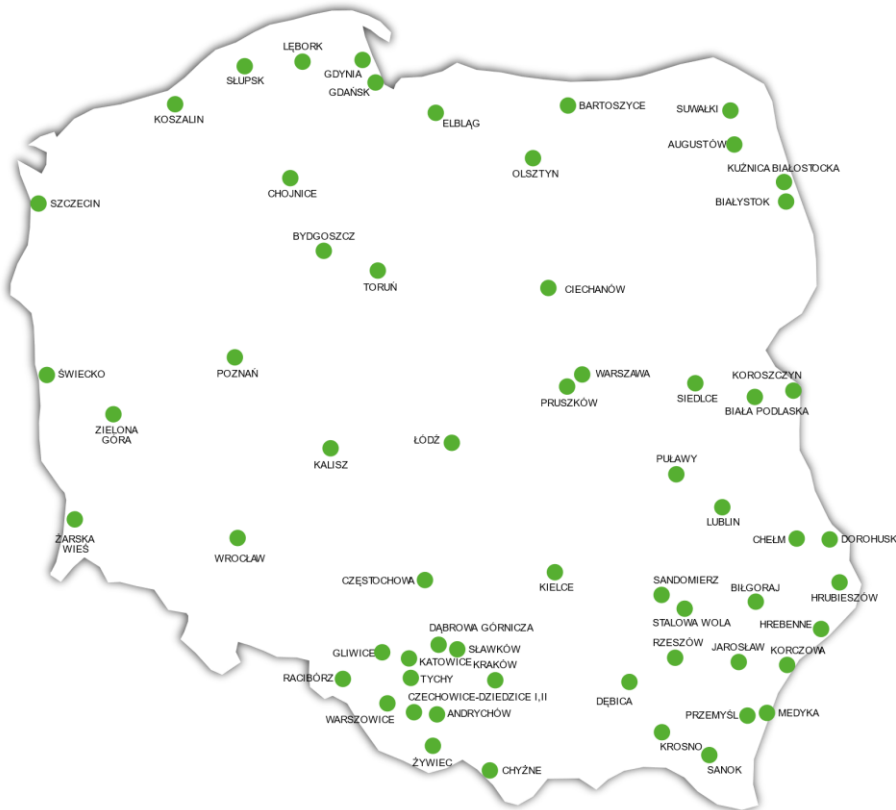 LĘBORK
GDYNIA
SŁUPSK
GDAŃSK
KOSZALIN
ELBLĄG
BARTOSZYCE
SUWAŁKI
AUGUSTÓW
KUŹNICA BIAŁOSTOCKA
OLSZTYN
CHOJNICE
SZCZECIN
BIAŁYSTOK
BYDGOSZCZ
TORUŃ
CIECHANÓW
ŚWIECKO
POZNAŃ
WARSZAWA
PRUSZKÓW
SIEDLCE
KOROSZCZYN
BIAŁA PODLASKA
ZIELONA
GÓRA
ŁÓDŹ
KALISZ
PUŁAWY
LUBLIN
ŻARSKA
WIEŚ
WROCŁAW
CHEŁM
DOROHUSK
CZĘSTOCHOWA
KIELCE
SANDOMIERZ
BIŁGORAJ
HRUBIESZÓW
STALOWA WOLA
HREBENNE
DĄBROWA GÓRNICZA
GLIWICE
SŁAWKÓW
KATOWICE
KRAKÓW
RZESZÓW
JAROSŁAW
KORCZOWA
RACIBÓRZ
TYCHY
CZECHOWICE-DZIEDZICE I,II
DĘBICA
WARSZOWICE
ANDRYCHÓW
PRZEMYŚL
MEDYKA
KROSNO
ŻYWIEC
CHYŻNE
SANOK